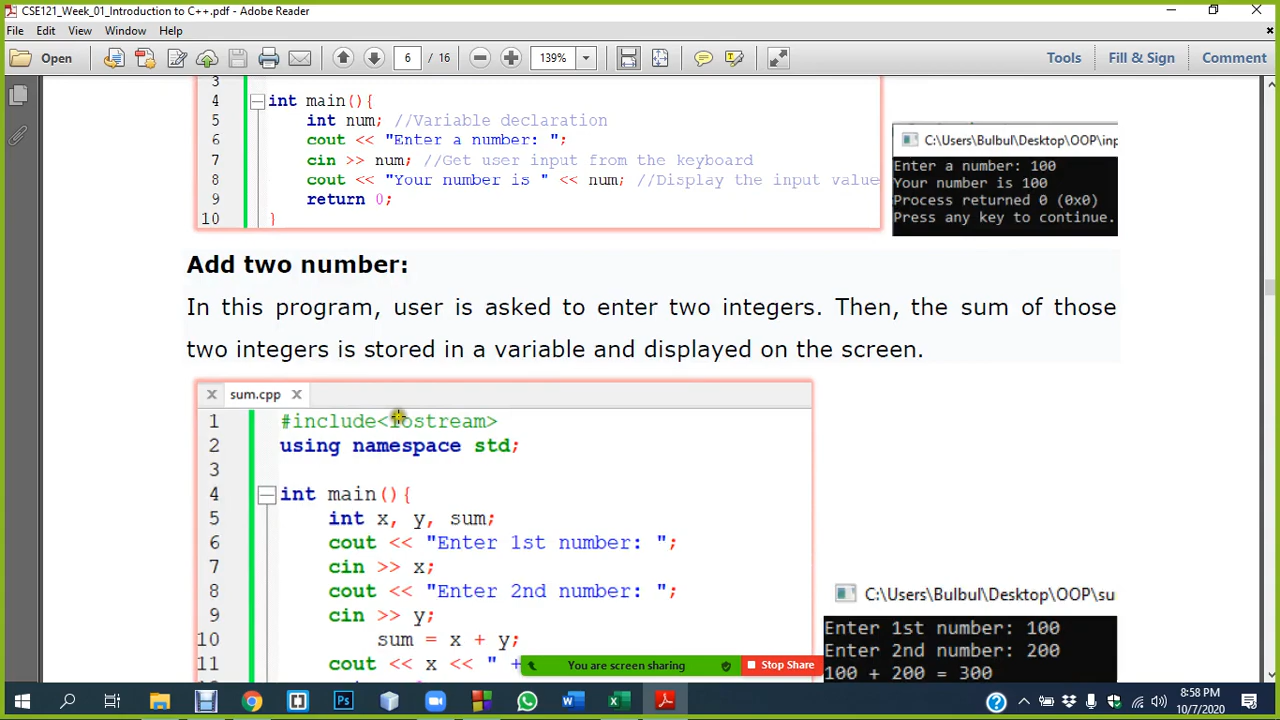 CSE121_Week_01_Introduction to C++.pdf - Adobe Reader
File Edit View Window Help
Open 6 / 16 139% Tools Fill & Sign Comment
3
4 int main(){
5 int num; //Variable declaration
6 cout << "Enter a number: ";
7 cin >> num; //Get user input from the keyboard
8 cout << "Your number is " << num; //Display the input value
9 return 0;
10 }
C:\Users\Bulbul\Desktop\OOP\inp
Enter a number: 100
Your number is 100
Process returned 0 (0x0)
Press any key to continue.
Add two number:
In this program, user is asked to enter two integers. Then, the sum of those
two integers is stored in a variable and displayed on the screen.
sum.cpp
1 #include<iostream>
2 using namespace std;
3
4 int main(){
5 int x, y, sum;
6 cout << "Enter 1st number: ";
7 cin >> x;
8 cout << "Enter 2nd number: ";
9 cin >> y;
10 sum = x + y;
11 cout << x << " +
C:\Users\Bulbul\Desktop\OOP\su
Enter 1st number: 100
Enter 2nd number: 200
100 + 200 = 300
You are screen sharing Stop Share
8:58 PM
10/7/2020